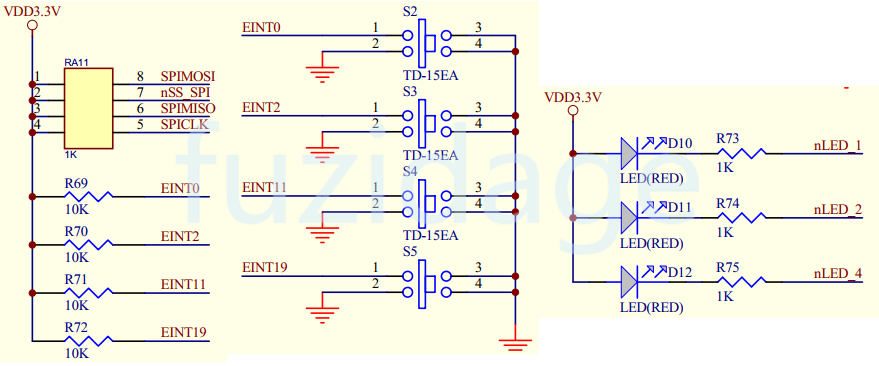 VDD3.3V
RA11
1 8 SPIMOSI
2 7 nSS_SPI
3 6 SPIMISO
4 5 SPICLK
1K
R69 EINT0
10K
R70 EINT2
10K
R71 EINT11
10K
R72 EINT19
10K
S2
EINT0 1 3
2 4
TD-15EA
S3
EINT2 1 3
2 4
TD-15EA
S4
EINT11 1 3
2 4
TD-15EA
S5
EINT19 1 3
2 4
VDD3.3V
D10 R73 nLED_1
LED(RED) 1K
D11 R74 nLED_2
LED(RED) 1K
D12 R75 nLED_4
LED(RED) 1K
fuzidage